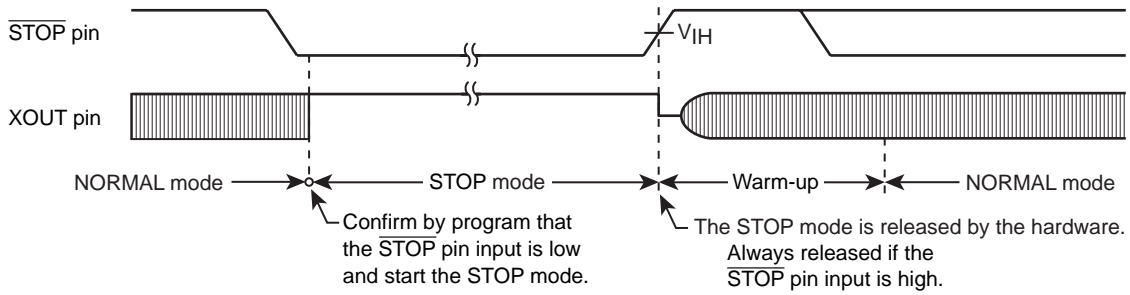 STOP pin
VIH
XOUT pin
NORMAL mode
STOP mode
Warm-up
NORMAL mode
Confirm by program that
the STOP pin input is low
and start the STOP mode.
The STOP mode is released by the hardware.
Always released if the
STOP pin input is high.